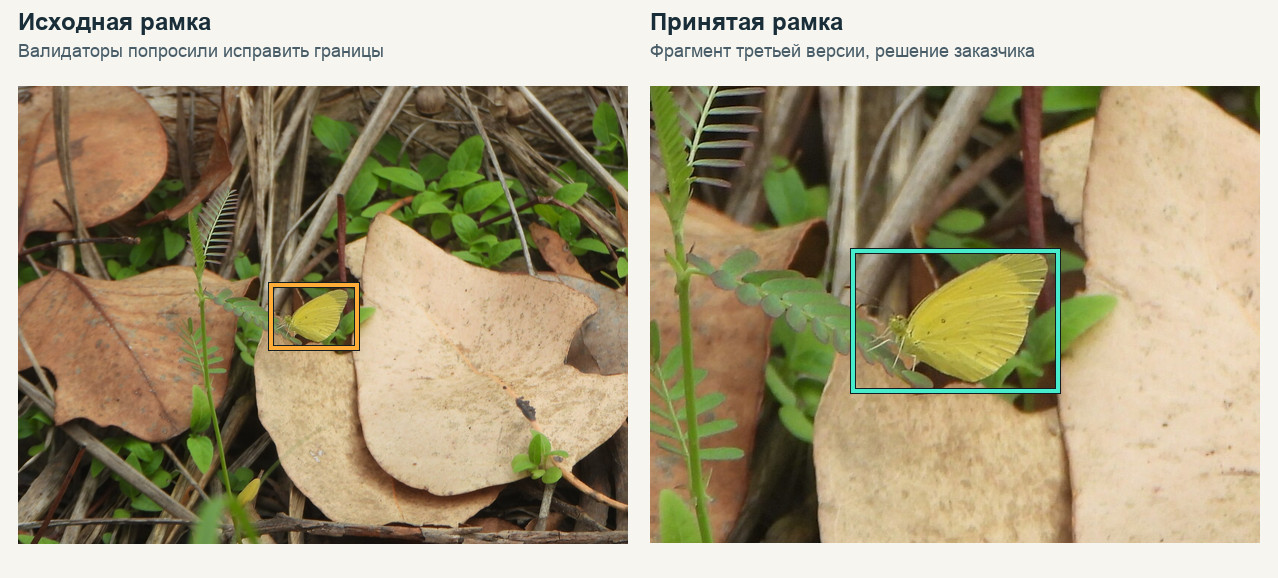 Исходная рамка
Валидаторы попросили исправить границы
Принятая рамка
Фрагмент третьей версии, решение заказчика